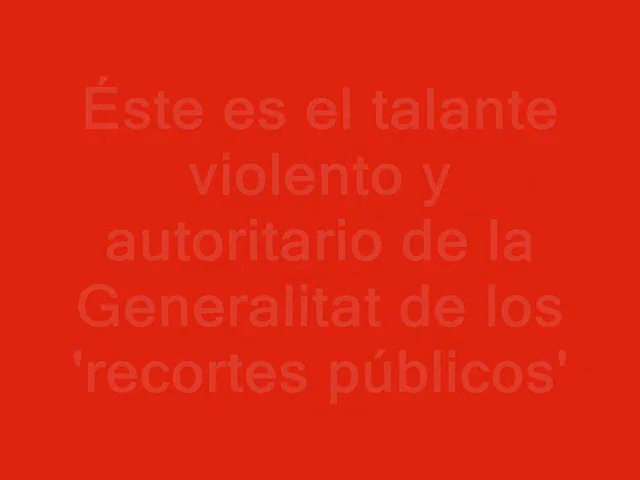 Éste es el talante
violento y
autoritario de la
Generalitat de los
'recortes públicos'